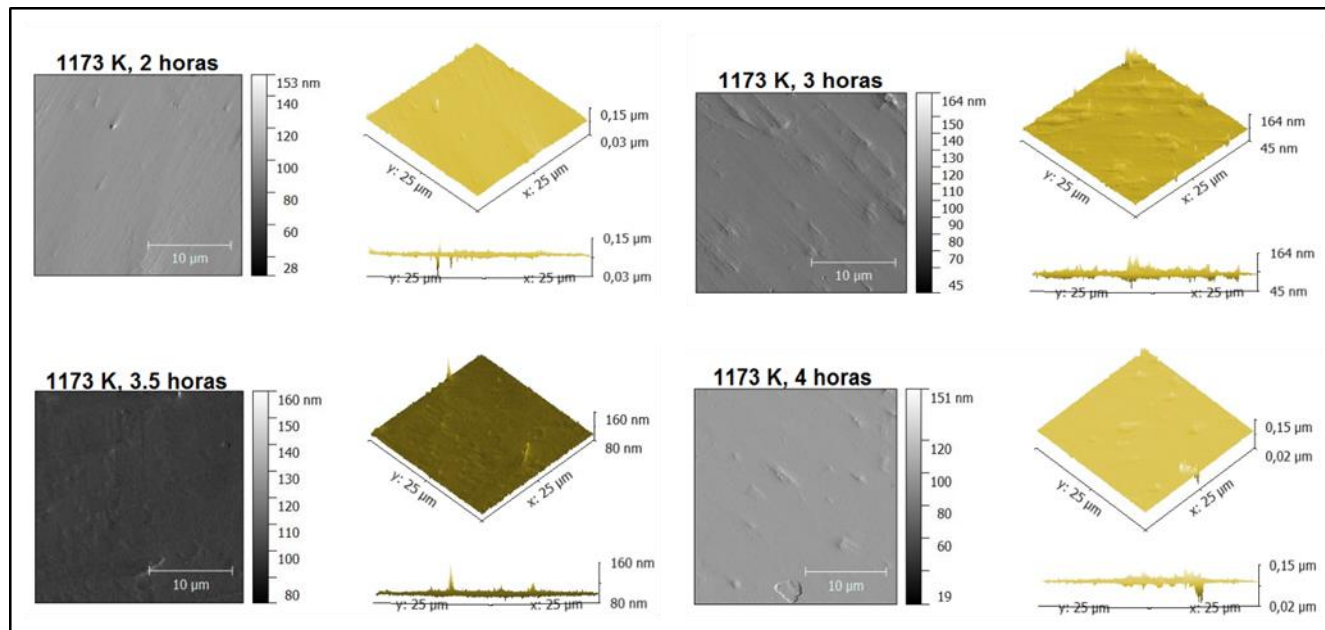 1173 K, 2 horas
153 nm
140
120
100
80
60
28
10 µm
0,15 µm
0,03 µm
y: 25 µm
x: 25 µm
0,15 µm
0,03 µm
y: 25 µm
x: 25 µm
1173 K, 3 horas
164 nm
150
140
130
120
110
100
90
80
70
45
10 µm
164 nm
45 nm
y: 25 µm
x: 25 µm
164 nm
45 nm
y: 25 µm
x: 25 µm
1173 K, 3.5 horas
160 nm
150
140
130
120
110
100
80
10 µm
160 nm
80 nm
y: 25 µm
x: 25 µm
160 nm
80 nm
y: 25 µm
x: 25 µm
1173 K, 4 horas
151 nm
120
100
80
60
19
10 µm
0,15 µm
0,02 µm
y: 25 µm
x: 25 µm
0,15 µm
0,02 µm
y: 25 µm
x: 25 µm